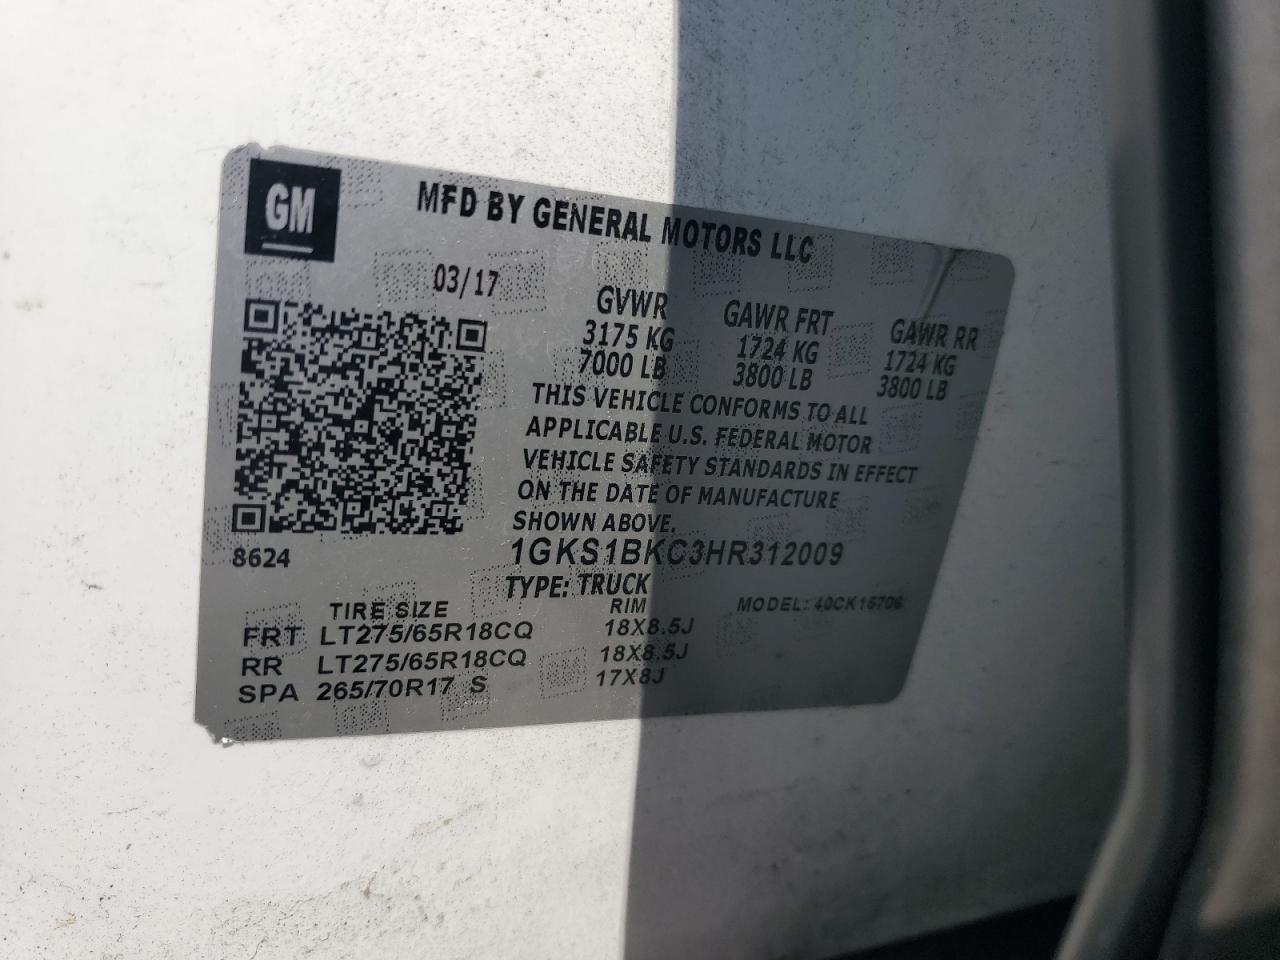 GM
MFD BY GENERAL MOTORS LLC
03/17
GVWR GAWR FRT GAWR RR
3175 KG 1724 KG 1724 KG
7000 LB 3800 LB 3800 LB
THIS VEHICLE CONFORMS TO ALL
APPLICABLE U.S. FEDERAL MOTOR
VEHICLE SAFETY STANDARDS IN EFFECT
ON THE DATE OF MANUFACTURE
SHOWN ABOVE.
8624 1GKS1BKC3HR312009
TYPE: TRUCK
TIRE SIZE RIM MODEL: 40CK15706
FRT LT275/65R18CQ 18X8.5J
RR LT275/65R18CQ 18X8.5J
SPA 265/70R17 S 17X8J